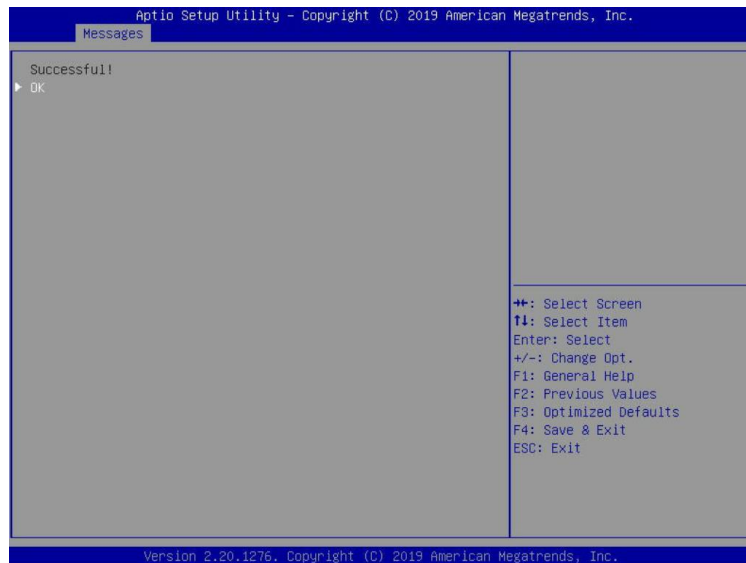 Aptio Setup Utility – Copyright (C) 2019 American Megatrends, Inc.
Messages
Successful!
OK
→←: Select Screen
↑↓: Select Item
Enter: Select
+/-: Change Opt.
F1: General Help
F2: Previous Values
F3: Optimized Defaults
F4: Save & Exit
ESC: Exit
Version 2.20.1276. Copyright (C) 2019 American Megatrends, Inc.